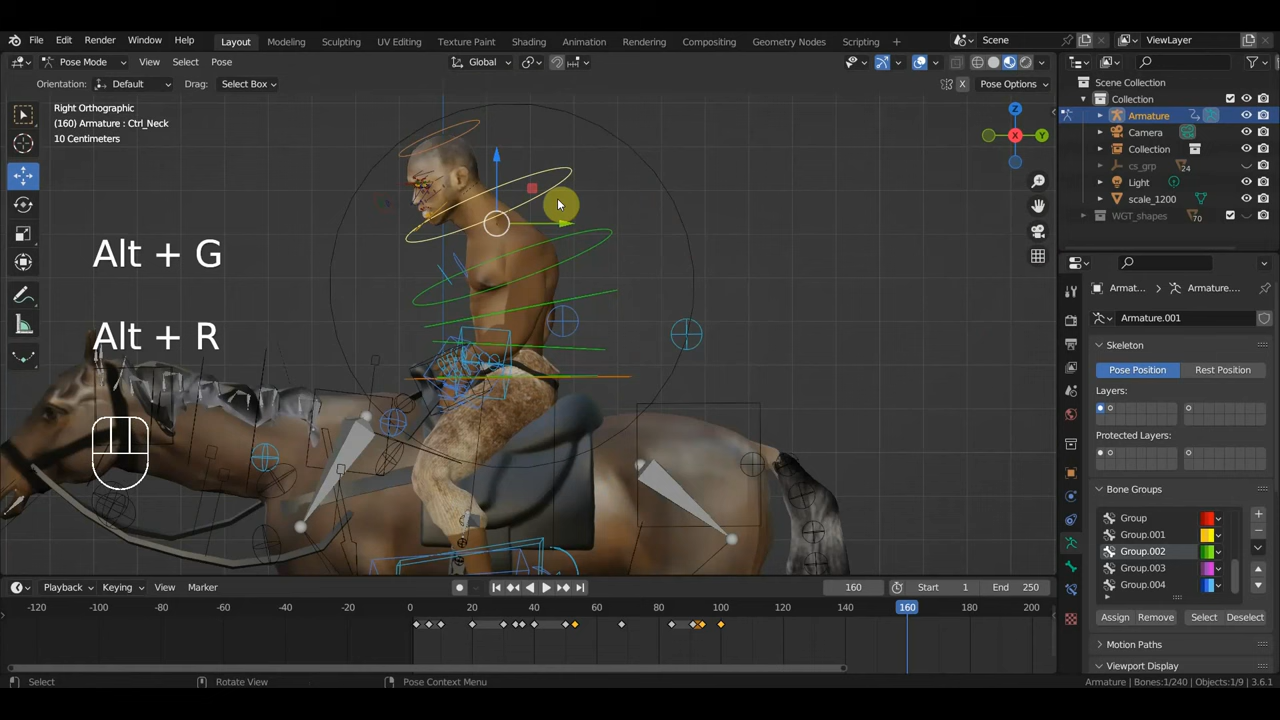 File Edit Render Window Help Layout Modeling Sculpting UV Editing Texture Paint Shading Animation Rendering Compositing Geometry Nodes Scripting + Scene ViewLayer
Pose Mode View Select Pose Global X Pose Options
Orientation: Default Drag: Select Box
Right Orthographic
(160) Armature : Ctrl_Neck
10 Centimeters
Z
X
Y
Alt + G
Alt + R
Scene Collection
Collection
Armature
Camera
Collection
cs_grp 24
Light
scale_1200
WGT_shapes 70
Armat... Armature....
Armature.001
Skeleton
Pose Position Rest Position
Layers:
Protected Layers:
Bone Groups
Group
Group.001
Group.002
Group.003
Group.004
Assign Remove Select Deselect
Motion Paths
Viewport Display
Playback Keying View Marker 160 Start 1 End 250
-120 -100 -80 -60 -40 -20 0 20 40 60 80 100 120 140 160 180 200
Select Rotate View Pose Context Menu Armature | Bones:1/240 | Objects:1/9 | 3.6.1